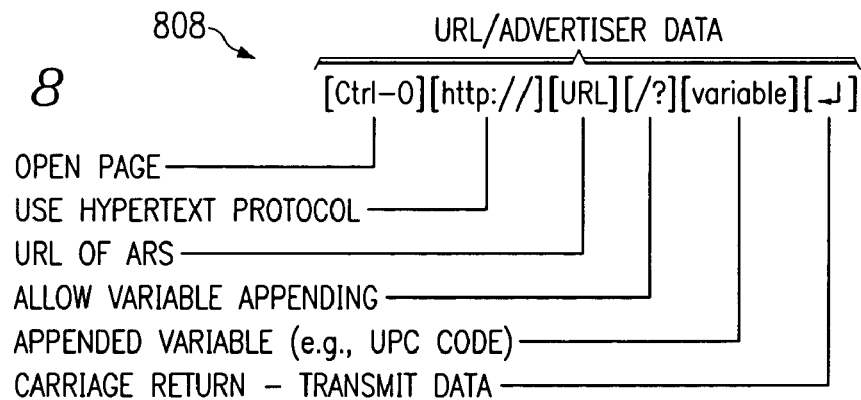 808 URL/ADVERTISER DATA
8 [Ctrl-O][http://][URL][/?][variable][↵]
OPEN PAGE
USE HYPERTEXT PROTOCOL
URL OF ARS
ALLOW VARIABLE APPENDING
APPENDED VARIABLE (e.g., UPC CODE)
CARRIAGE RETURN – TRANSMIT DATA